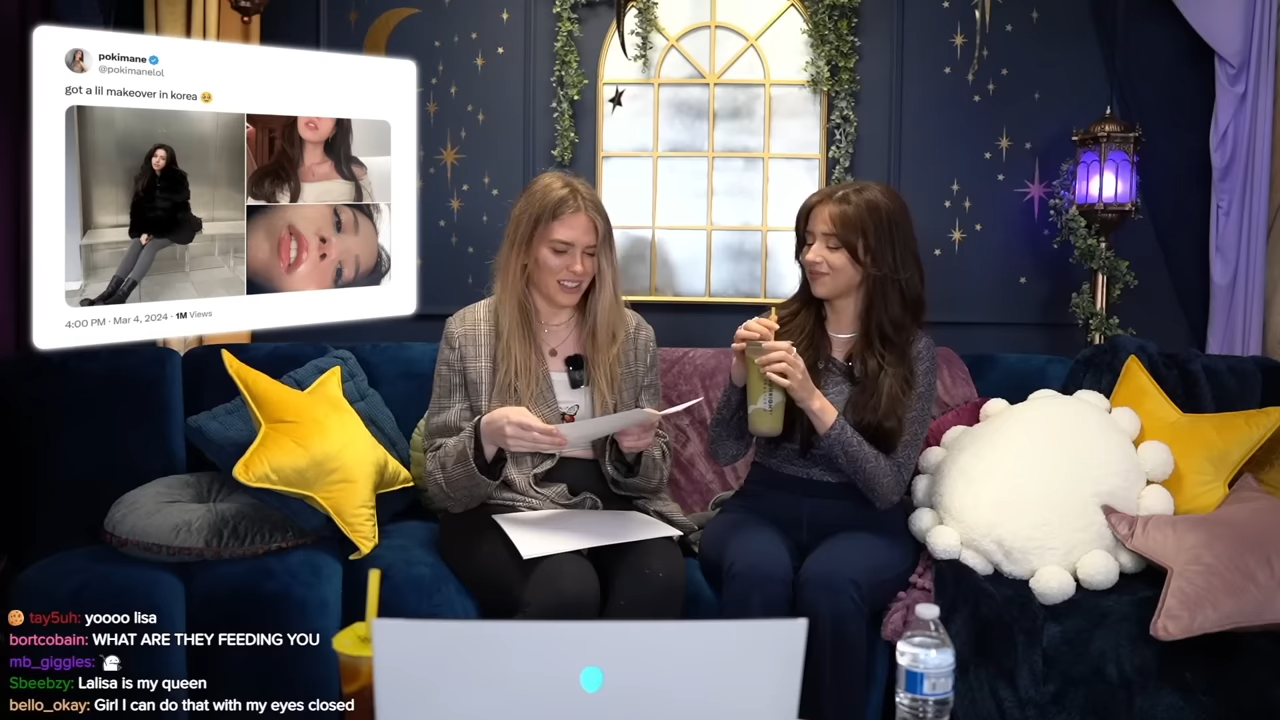 pokimane
@pokimanelol
got a lil makeover in korea 🥹
4:00 PM · Mar 4, 2024 · 1M Views
tay5uh: yoooo lisa
bortcobain: WHAT ARE THEY FEEDING YOU
mb_giggles:
Sbeebzy: Lalisa is my queen
bello_okay: Girl I can do that with my eyes closed